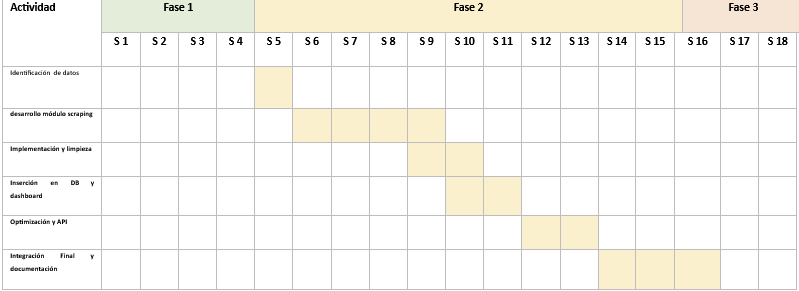 Actividad Fase 1 Fase 2 Fase 3
S 1 S 2 S 3 S 4 S 5 S 6 S 7 S 8 S 9 S 10 S 11 S 12 S 13 S 14 S 15 S 16 S 17 S 18
Identificación de datos
desarrollo módulo scraping
Implementación y limpieza
Inserción en DB y
dashboard
Optimización y API
Integración Final y
documentación